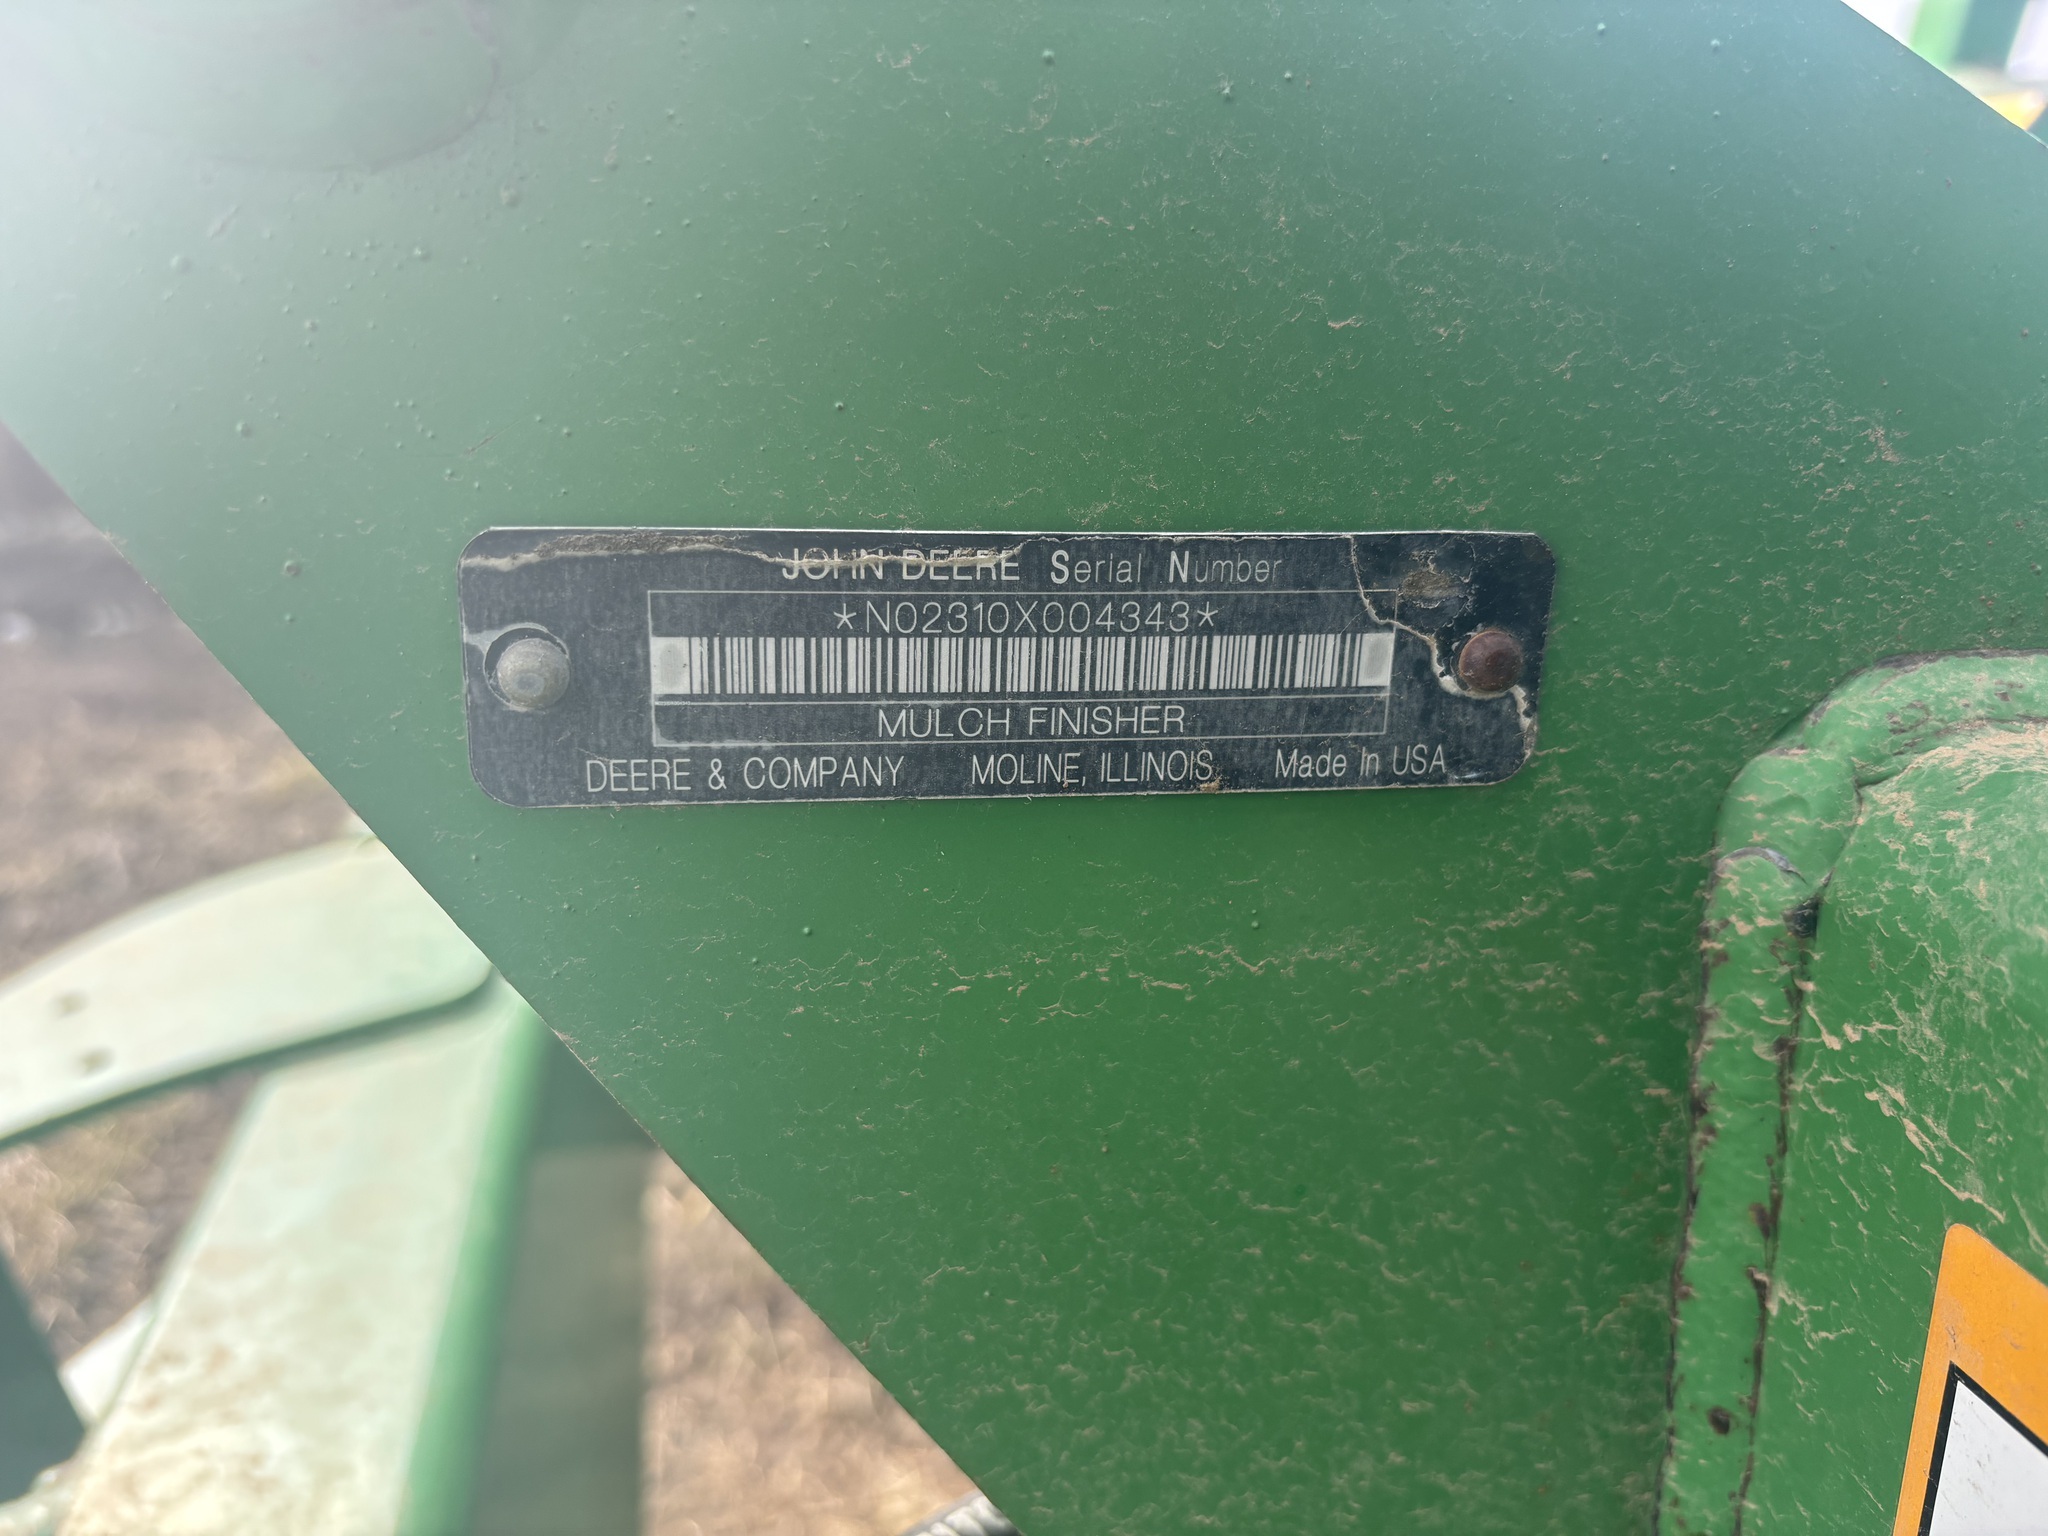 JOHN DEERE Serial Number
*N02310X004343*
MULCH FINISHER
DEERE & COMPANY MOLINE, ILLINOIS Made In USA